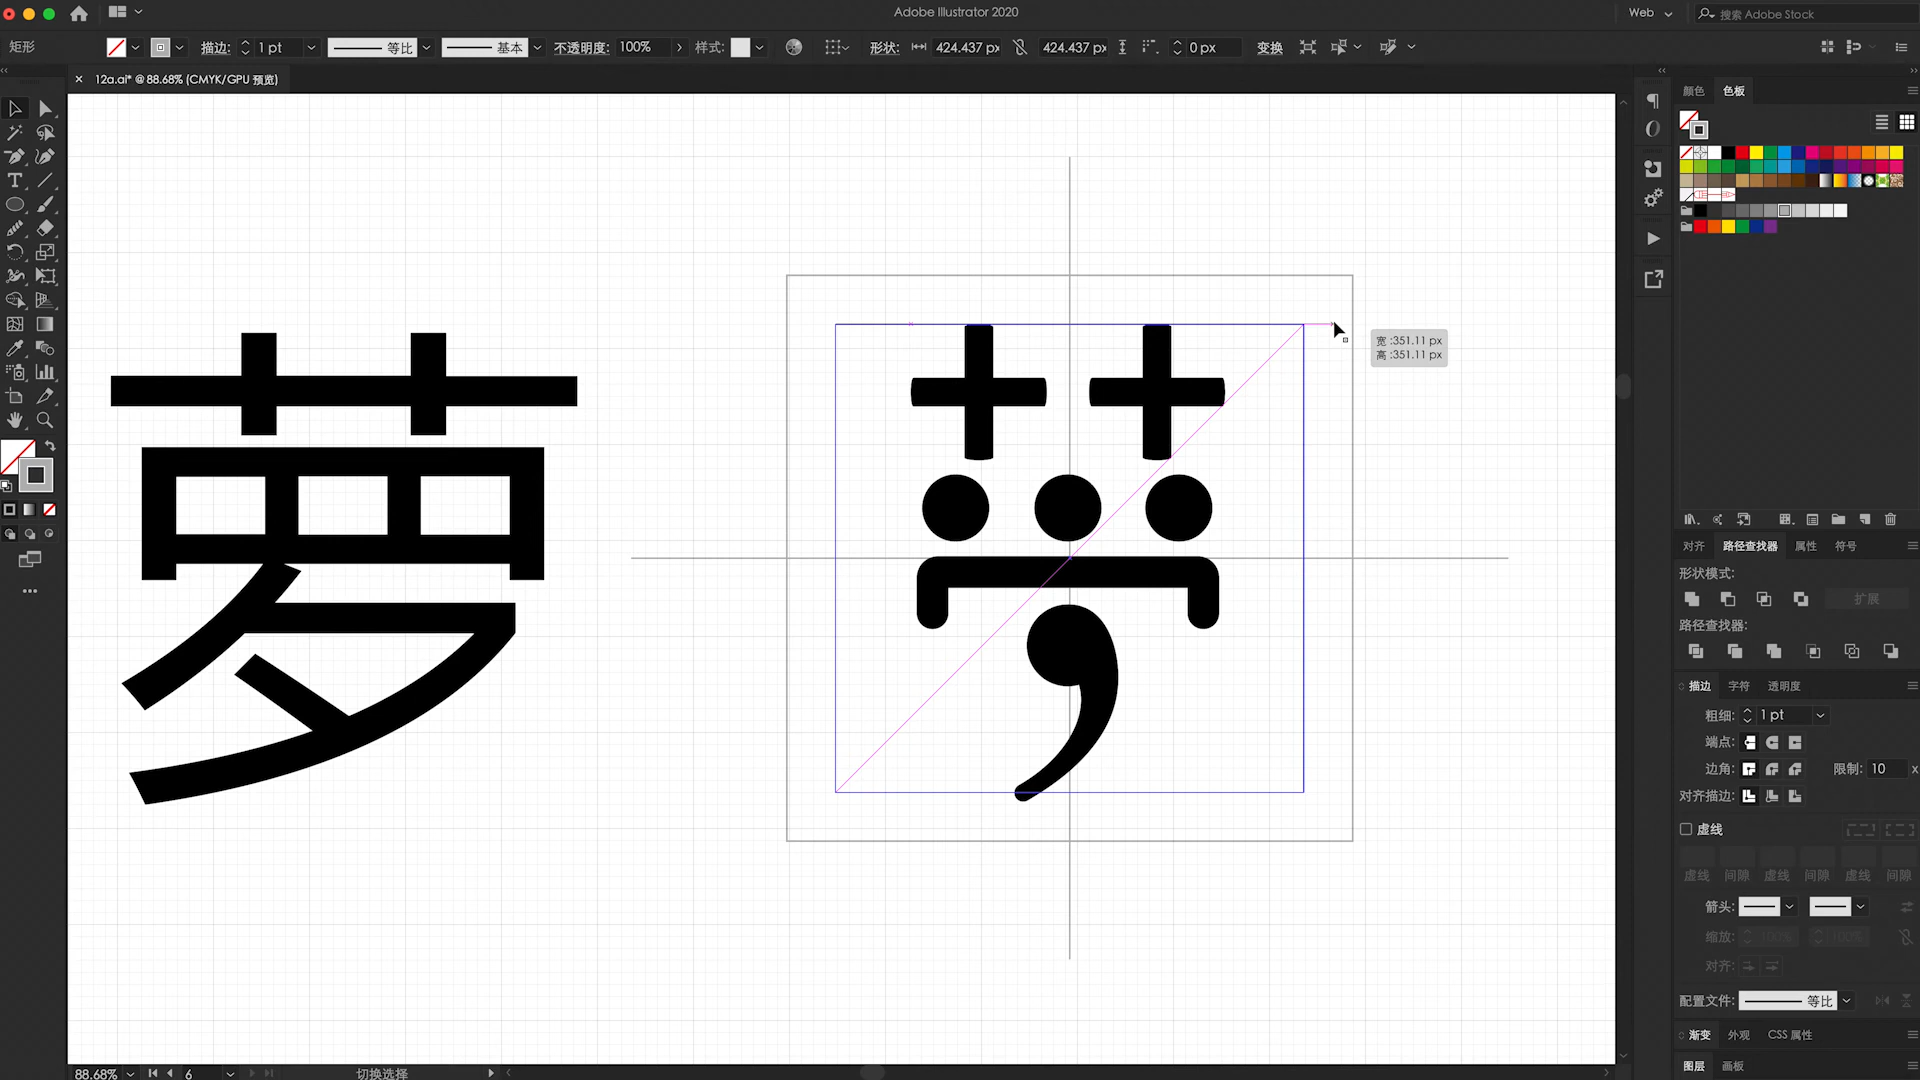 Adobe Illustrator 2020
Web
搜索 Adobe Stock
矩形
描边:
1 pt
等比
基本
不透明度:
100%
样式:
形状:
424.437 px
424.437 px
0 px
变换
12a.ai* @ 88.68% (CMYK/GPU 预览)
颜色
色板
夢
宽 :351.11 px
高 :351.11 px
对齐
路径查找器
属性
符号
形状模式:
扩展
路径查找器:
描边
字符
透明度
粗细:
1 pt
端点:
边角:
限制:
10
x
对齐描边:
虚线
虚线
间隙
虚线
间隙
虚线
间隙
箭头:
缩放:
100%
100%
对齐:
配置文件:
等比
渐变
外观
CSS 属性
图层
画板
88.68%
6
切换选择